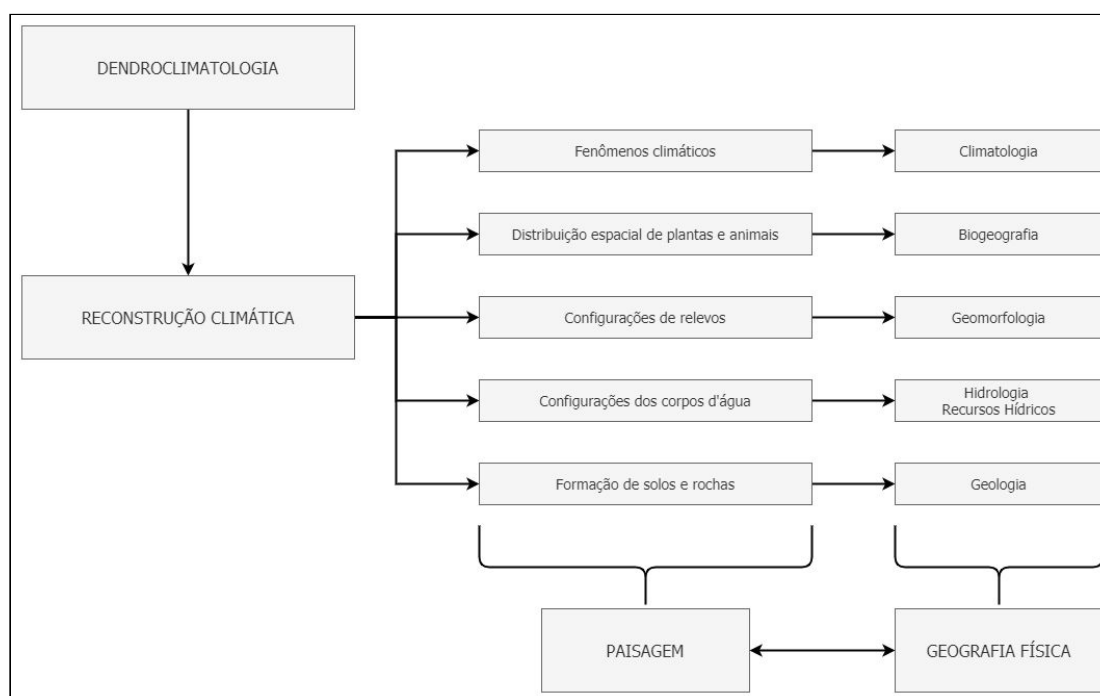 DENDROCLIMATOLOGIA
RECONSTRUÇÃO CLIMÁTICA
Fenômenos climáticos
Climatologia
Distribuição espacial de plantas e animais
Biogeografia
Configurações de relevos
Geomorfologia
Configurações dos corpos d'água
Hidrologia
Recursos Hídricos
Formação de solos e rochas
Geologia
PAISAGEM
GEOGRAFIA FÍSICA